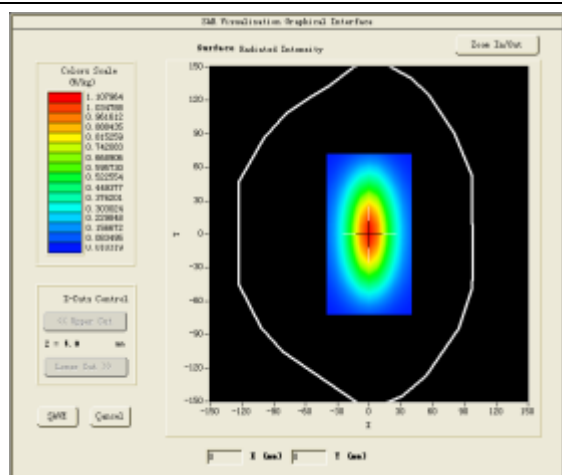 SAR Visualisation Graphical Interface
Surface Radiated Intensity
Zoom In/Out
Colors Scale
(W/kg)
1.107964
1.034788
0.961612
0.888435
0.815259
0.742083
0.668906
0.595730
0.522554
0.449377
0.376201
0.303024
0.229848
0.156672
0.083495
0.010319
150
120
90
60
30
0
-30
-60
-90
-120
-150
Y
-150 -120 -90 -60 -30 0 30 60 90 120 150
X
Z-Cuts Control
<< Upper Cut
Z = 4.0 mm
Lower Cut >>
SAVE Cancel
0 X (mm) 0 Y (mm)